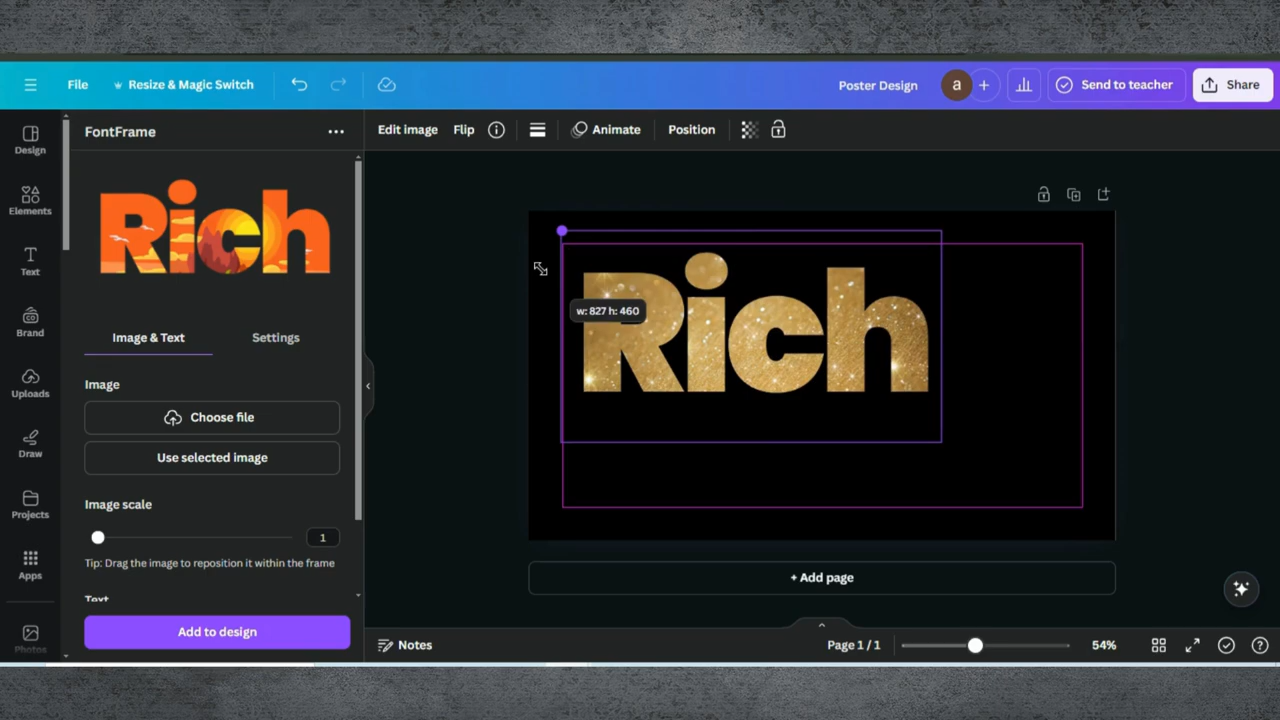 File
Resize & Magic Switch
Poster Design
a
Send to teacher
Share
Design
Elements
Text
Brand
Uploads
Draw
Projects
Apps
Photos
FontFrame
Rich
Image & Text
Settings
Image
Choose file
Use selected image
Image scale
1
Tip: Drag the image to reposition it within the frame
Text
Add to design
Edit image
Flip
Animate
Position
Rich
w: 827 h: 460
+ Add page
Notes
Page 1 / 1
54%